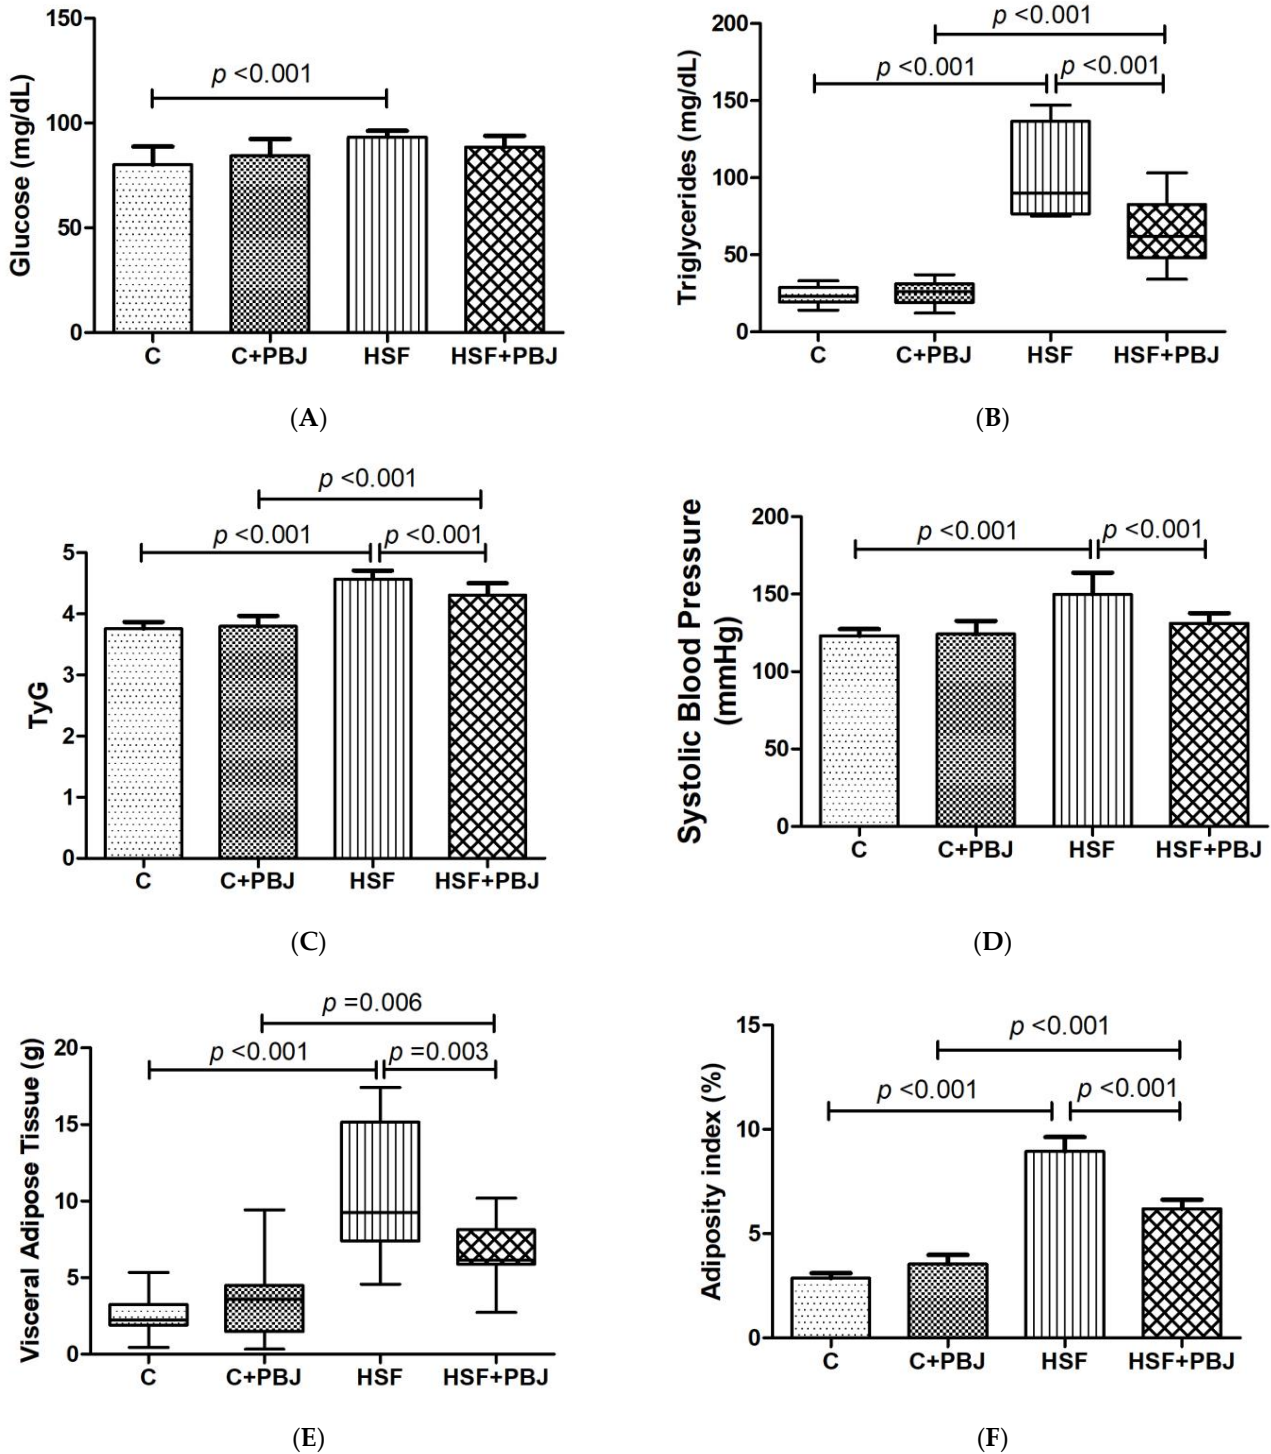 Glucose (mg/dL)
150
100
50
0
p <0.001
C
C+PBJ
HSF
HSF+PBJ
(A)
Triglycerides (mg/dL)
200
150
100
50
0
p <0.001
p <0.001
p <0.001
C
C+PBJ
HSF
HSF+PBJ
(B)
TyG
5
4
3
2
1
0
p <0.001
p <0.001
p <0.001
C
C+PBJ
HSF
HSF+PBJ
(C)
Systolic Blood Pressure
(mmHg)
200
150
100
50
0
p <0.001
p <0.001
C
C+PBJ
HSF
HSF+PBJ
(D)
Visceral Adipose Tissue (g)
20
15
10
5
0
p =0.006
p <0.001
p =0.003
C
C+PBJ
HSF
HSF+PBJ
(E)
Adiposity index (%)
15
10
5
0
p <0.001
p <0.001
p <0.001
C
C+PBJ
HSF
HSF+PBJ
(F)